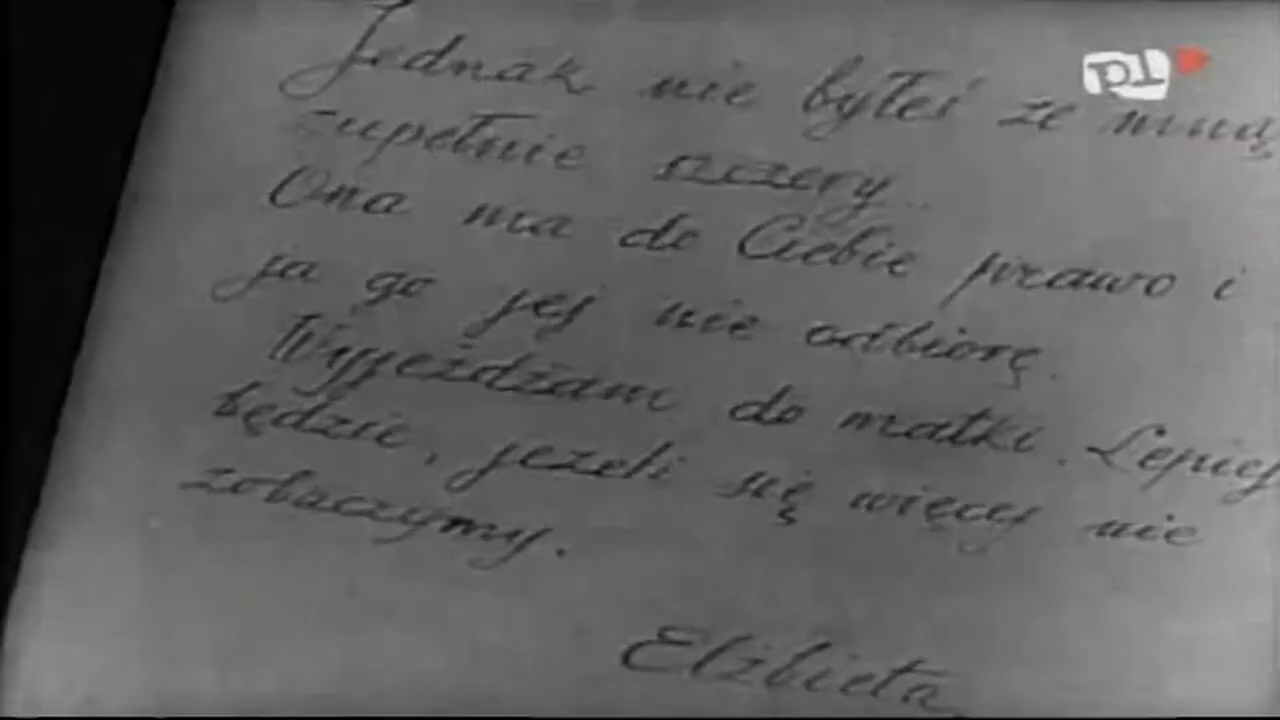 Jednak nie byłeś ze mną
zupełnie szczery..
Ona ma do Ciebie prawo i
ja go jej nie odbiorę.
Wyjeżdżam do matki. Lepiej
będzie, jeżeli się więcej nie
zobaczymy.
Elżbieta